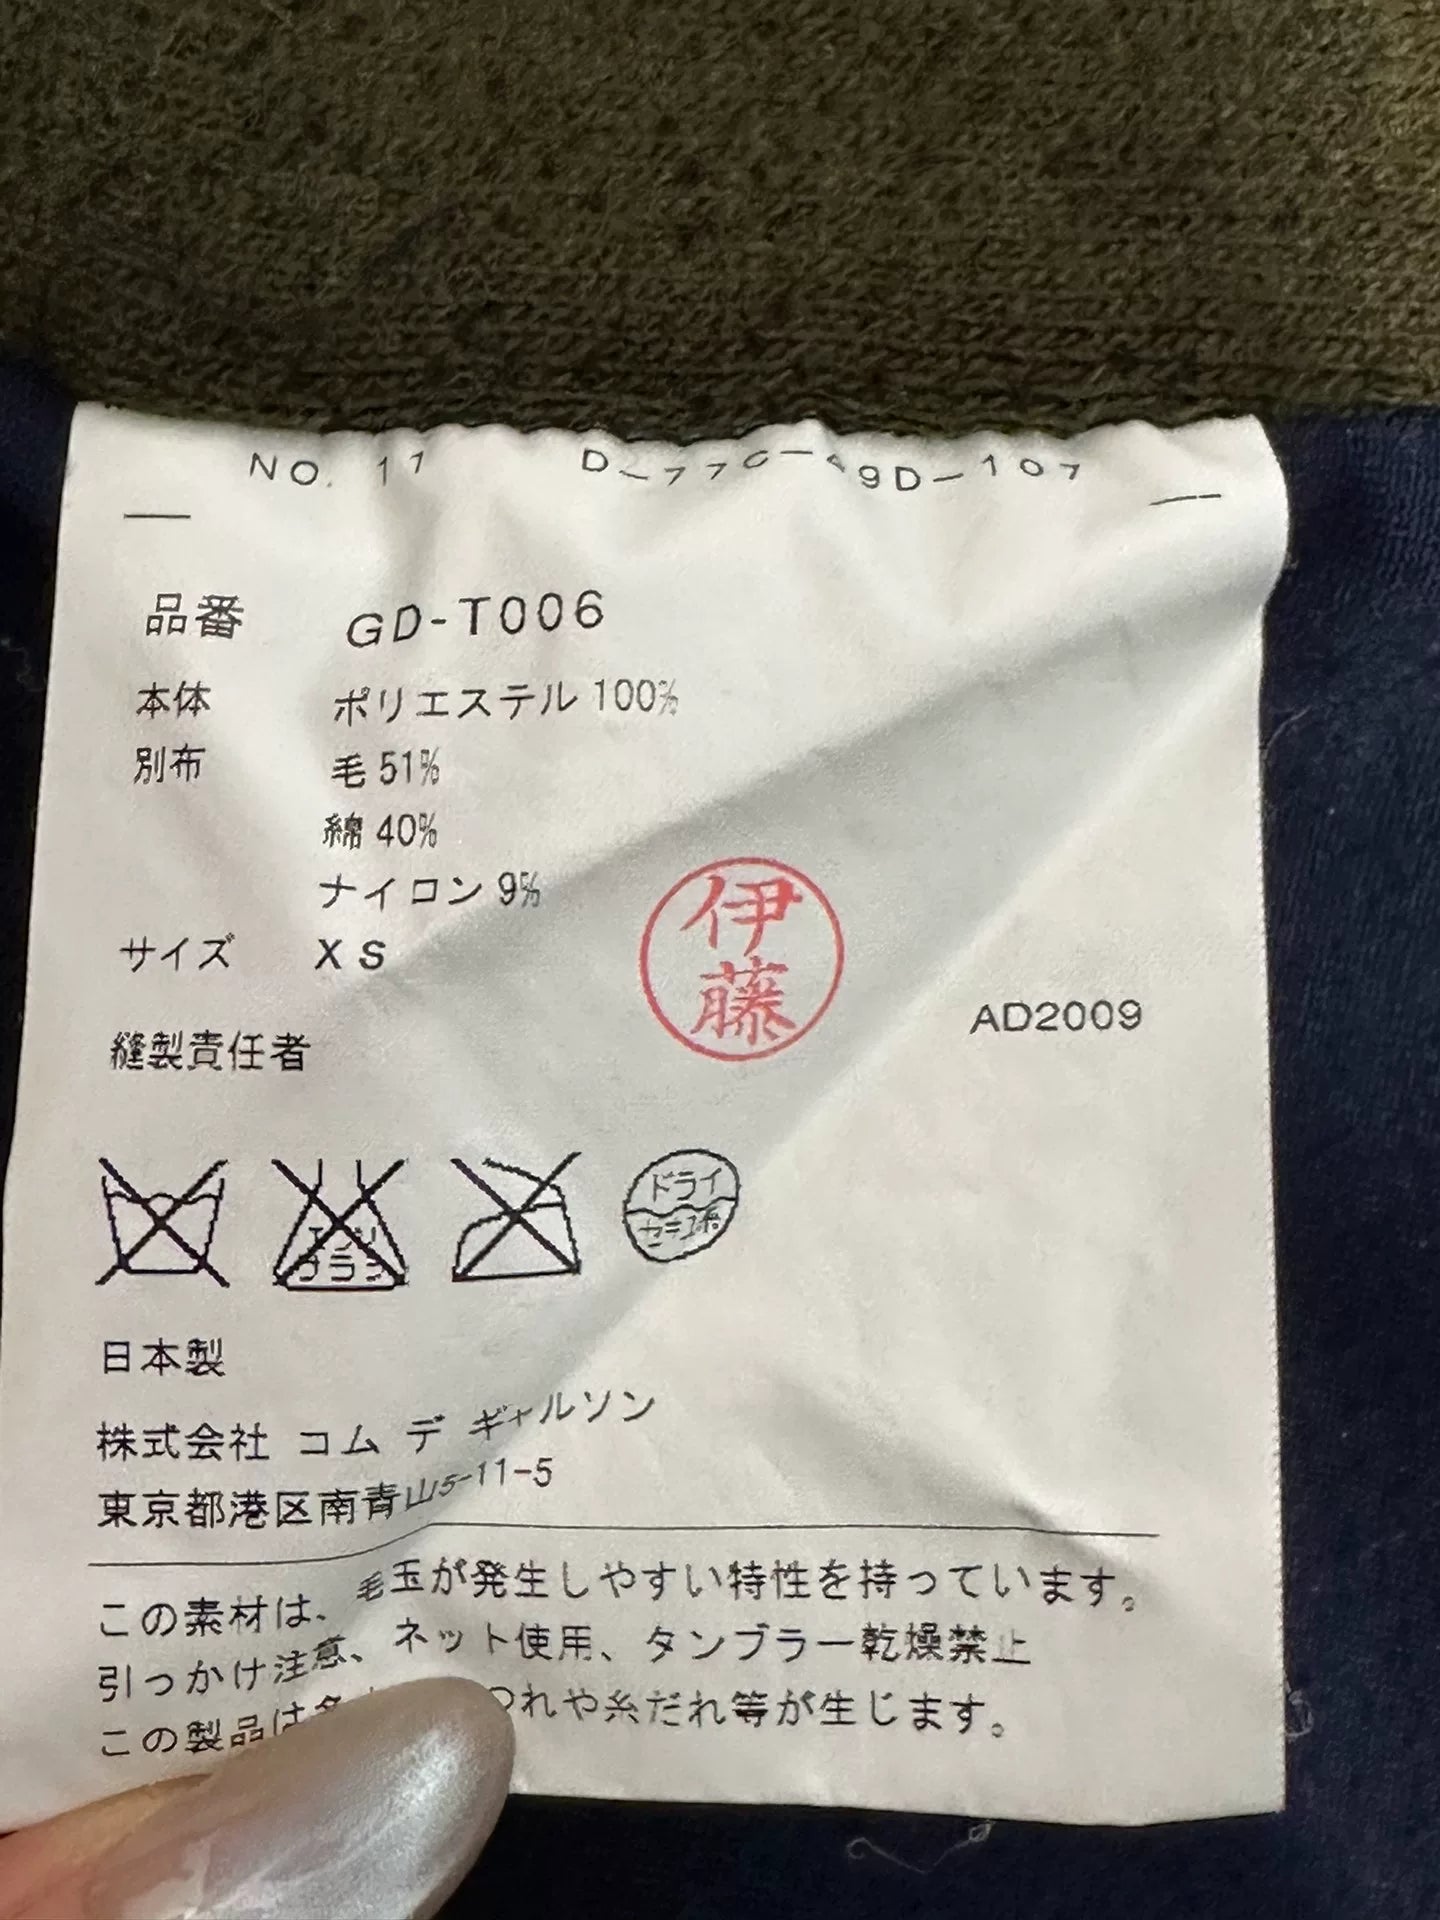 NO. 11
品番 GD-T006
本体 ポリエステル 100%
別布 毛 51%
綿 40%
ナイロン 9%
サイズ XS
伊藤
縫製責任者
AD2009
ドライ
日本製
株式会社 コム デ ギャルソン
東京都港区南青山5-11-5
この素材は、毛玉が発生しやすい特性を持っています。
引っかけ注意、ネット使用、タンブラー乾燥禁止
この製品は つれや糸だれ等が生じます。